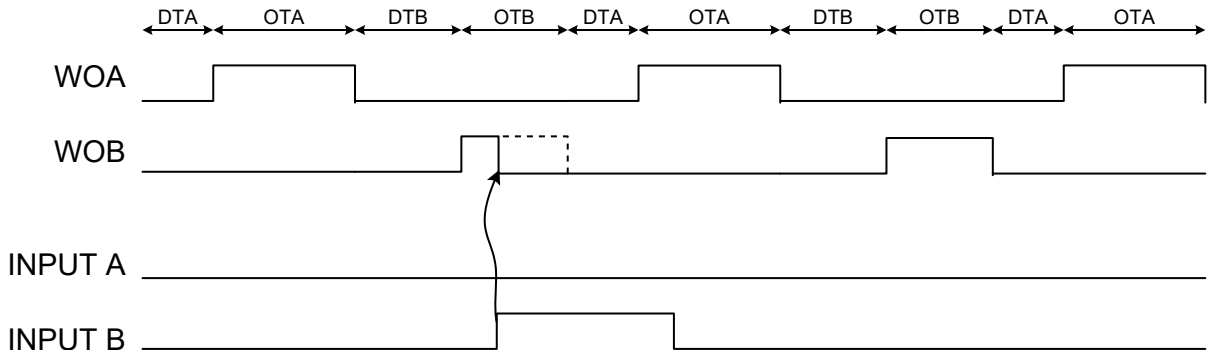 DTA OTA DTB OTB DTA OTA DTB OTB DTA OTA
WOA
WOB
INPUT A
INPUT B